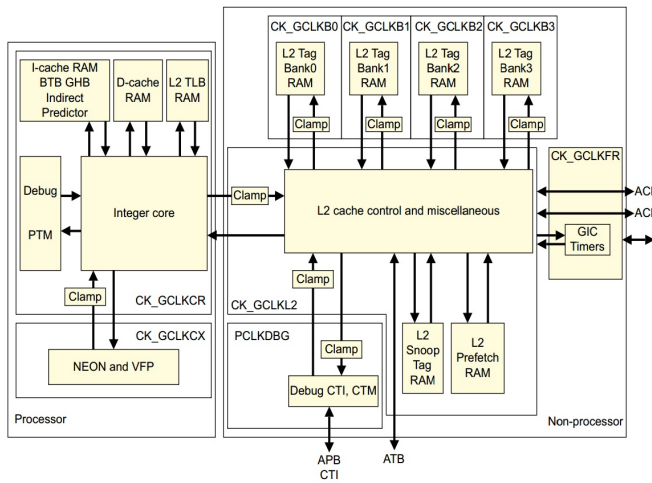 CK_GCLKB0 CK_GCLKB1 CK_GCLKB2 CK_GCLKB3
I-cache RAM
BTB GHB
Indirect
Predictor
D-cache
RAM
L2 TLB
RAM
L2 Tag
Bank0
RAM
L2 Tag
Bank1
RAM
L2 Tag
Bank2
RAM
L2 Tag
Bank3
RAM
Clamp
Clamp
Clamp
Clamp
Debug
PTM
Integer core
Clamp
L2 cache control and miscellaneous
CK_GCLKFR
GIC
Timers
Clamp
CK_GCLKCR
CK_GCLKCX
NEON and VFP
Processor
Clamp
CK_GCLKL2
PCLKDBG
Clamp
Debug CTI, CTM
L2
Snoop
Tag
RAM
L2
Prefetch
RAM
Non-processor
APB
CTI
ATB